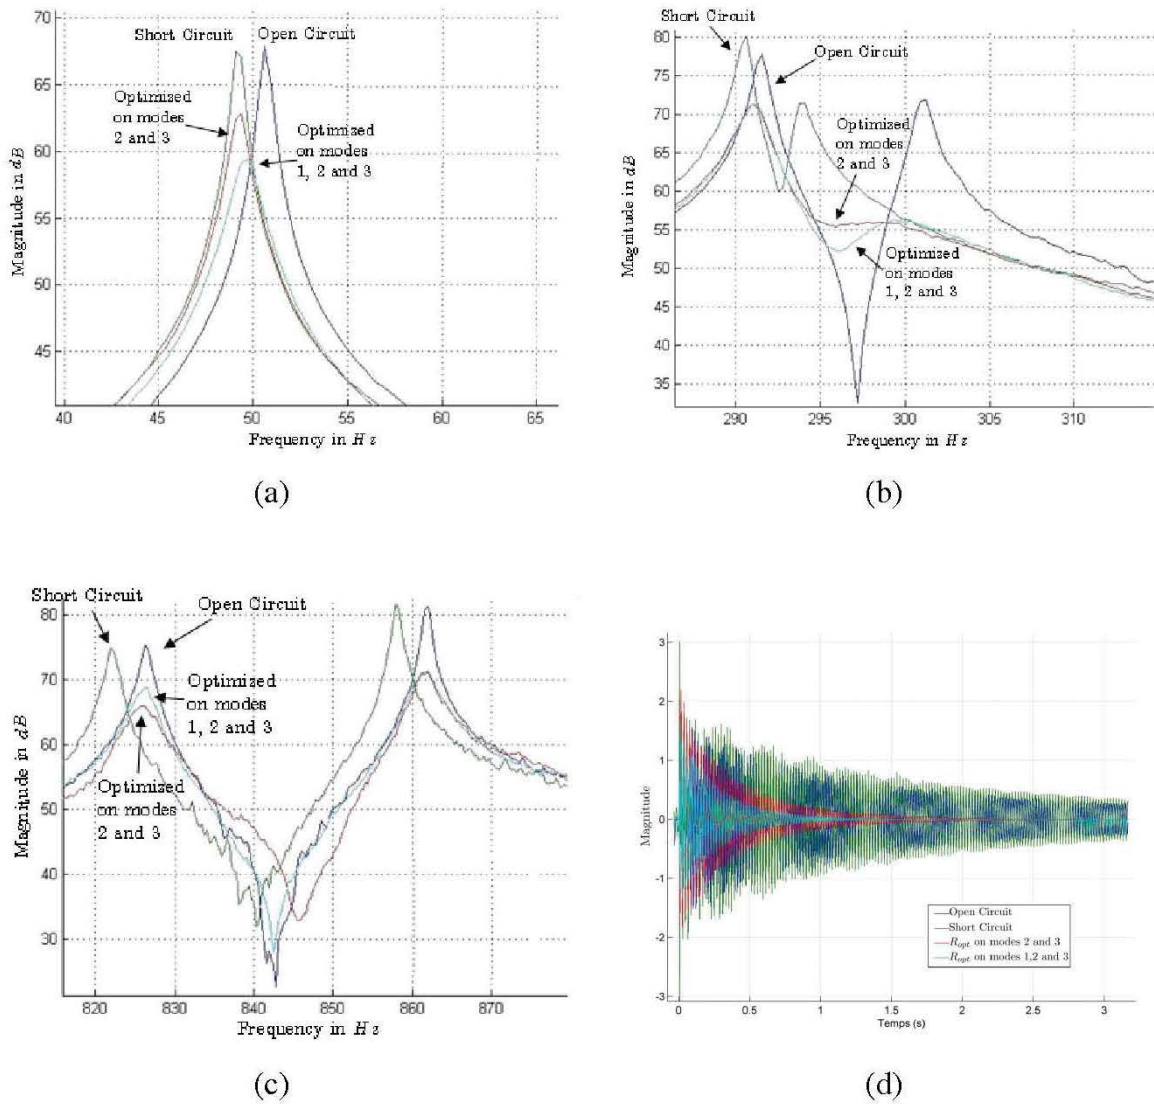 70
65
60
55
50
45
Magnitude in dB
Short Circuit
Open Circuit
Optimized
on modes
2 and 3
Optimized
on modes
1, 2 and 3
40
45
50
55
60
65
Frequency in Hz
(a)
80
75
70
65
60
55
50
45
40
35
Magnitude in dB
Short Circuit
Open Circuit
Optimized
on modes
2 and 3
Optimized
on modes
1, 2 and 3
290
295
300
305
310
Frequency in Hz
(b)
80
70
60
50
40
30
Magnitude in dB
Short Circuit
Open Circuit
Optimized
on modes
1, 2 and 3
Optimized
on modes
2 and 3
820
830
840
850
860
870
Frequency in Hz
(c)
3
2
1
0
-1
-2
-3
Magnitude
Open Circuit
Short Circuit
Ropt on modes 2 and 3
Ropt on modes 1,2 and 3
0
0.5
1
1.5
2
2.5
3
Temps (s)
(d)